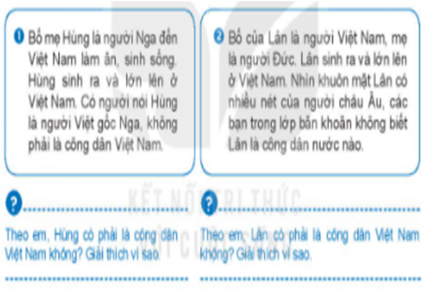 1 Bố mẹ Hùng là người Nga đến
Việt Nam làm ăn, sinh sống.
Hùng sinh ra và lớn lên ở
Việt Nam. Có người nói Hùng
là người Việt gốc Nga, không
phải là công dân Việt Nam.
2 Bố của Lân là người Việt Nam, mẹ
là người Đức. Lân sinh ra và lớn lên
ở Việt Nam. Nhìn khuôn mặt Lân có
nhiều nét của người châu Âu, các
bạn trong lớp băn khoăn không biết
Lân là công dân nước nào.
KẾT NỐI TRI THỨC
?
Theo em, Hùng có phải là công dân
Việt Nam không? Giải thích vì sao.
?
Theo em, Lân có phải là công dân Việt Nam
không? Giải thích vì sao.